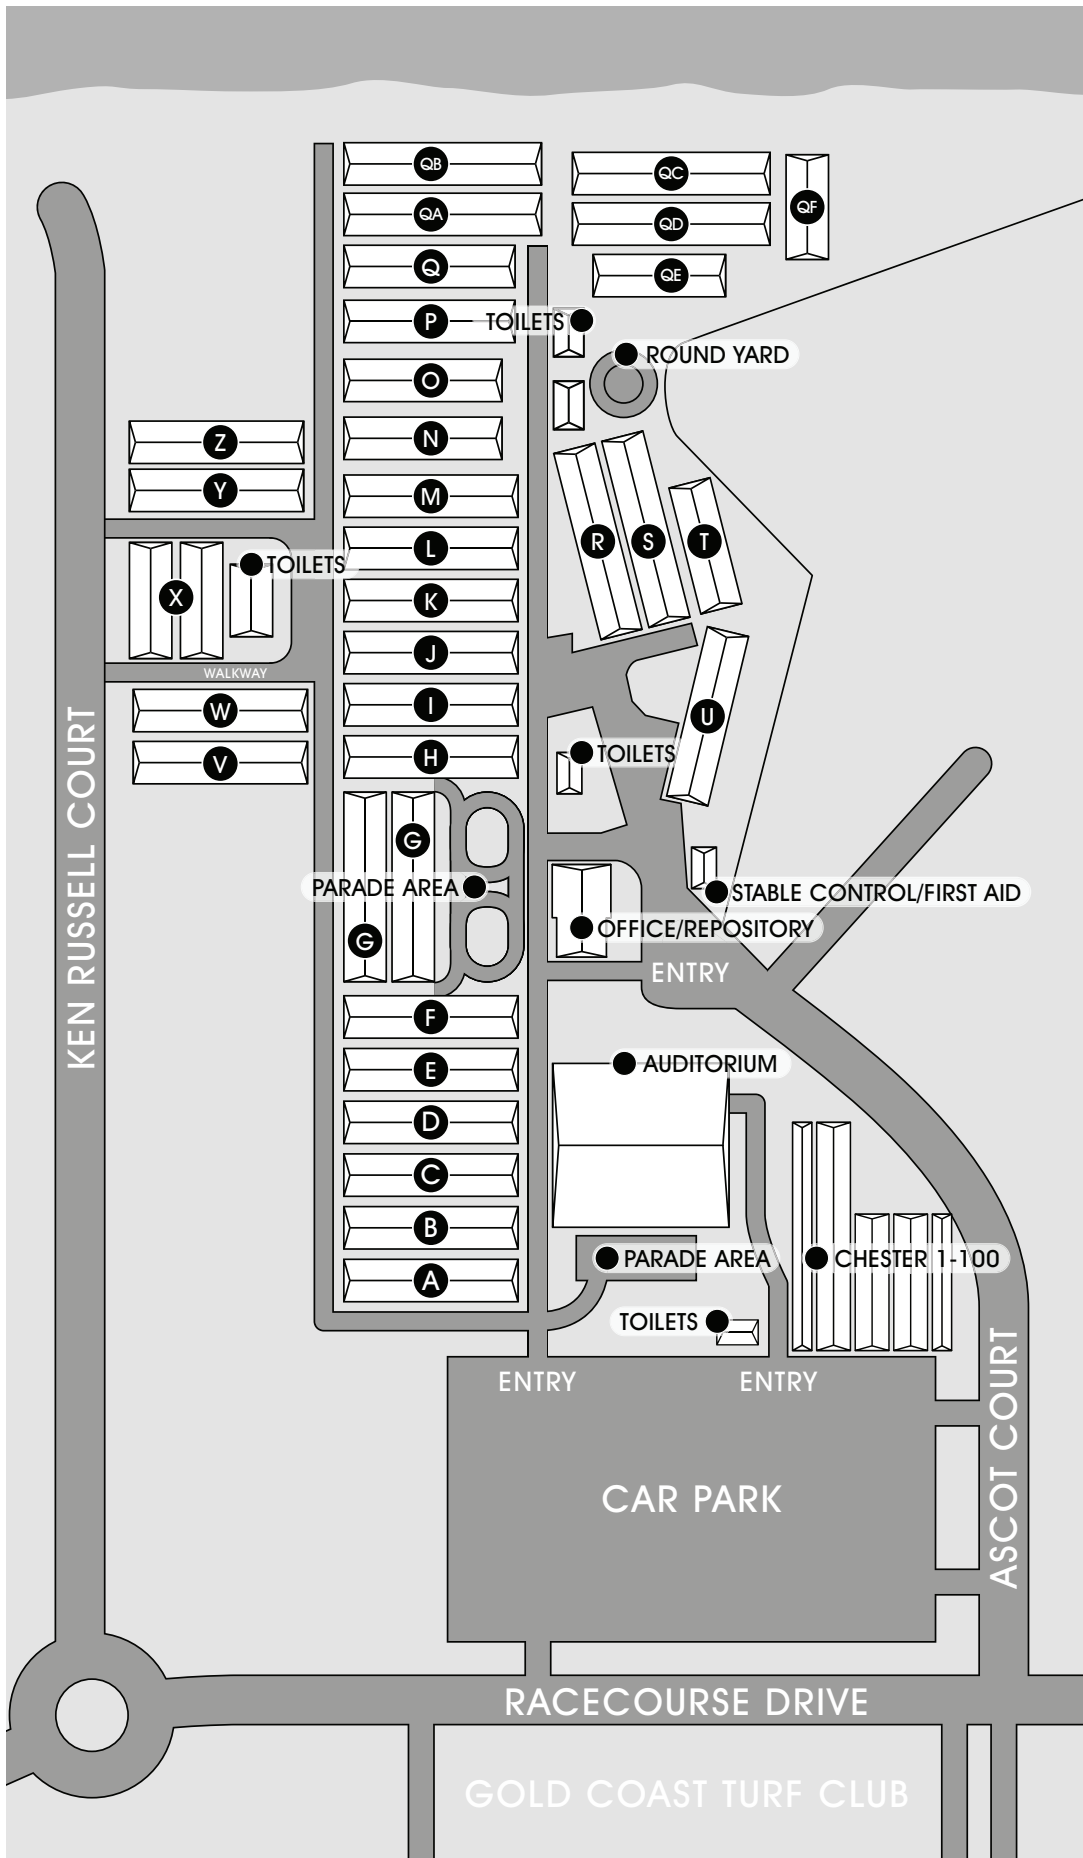 QB
QC
QF
QA
QD
Q
QE
P
TOILETS
ROUND YARD
O
N
Z
Y
M
L
R
S
T
TOILETS
X
K
J
WALKWAY
I
W
U
H
TOILETS
V
G
PARADE AREA
STABLE CONTROL/FIRST AID
OFFICE/REPOSITORY
G
ENTRY
KEN RUSSELL COURT
F
AUDITORIUM
E
D
C
B
PARADE AREA
CHESTER 1-100
A
TOILETS
ENTRY
ENTRY
CAR PARK
ASCOT COURT
RACECOURSE DRIVE
GOLD COAST TURF CLUB